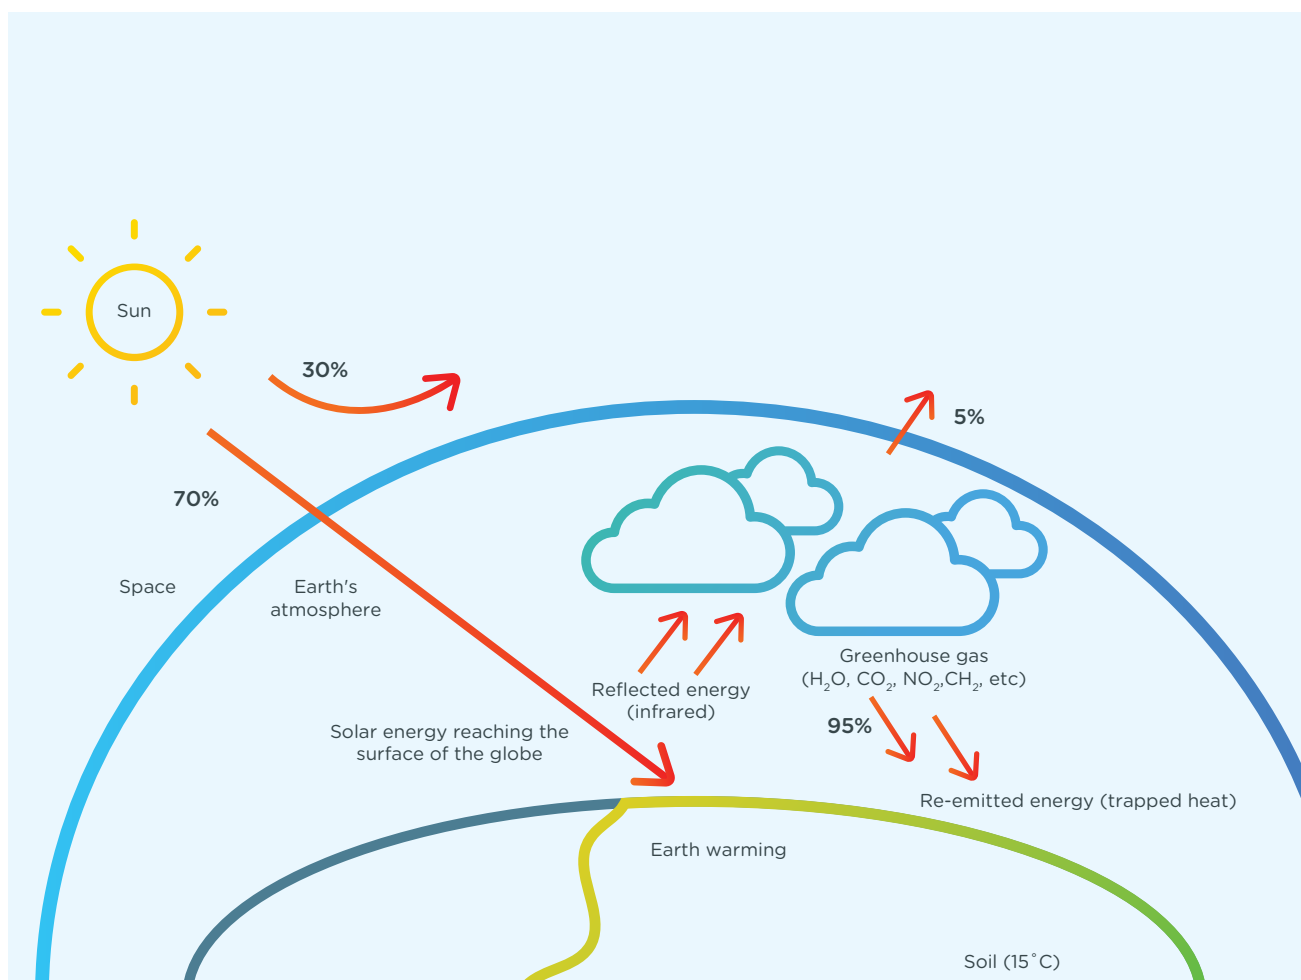 Sun
30%
5%
70%
Space
Earth's
atmosphere
Greenhouse gas
(H₂O, CO₂, NO₂,CH₂, etc)
Reflected energy
(infrared)
95%
Solar energy reaching the
surface of the globe
Re-emitted energy (trapped heat)
Earth warming
Soil (15˚C)